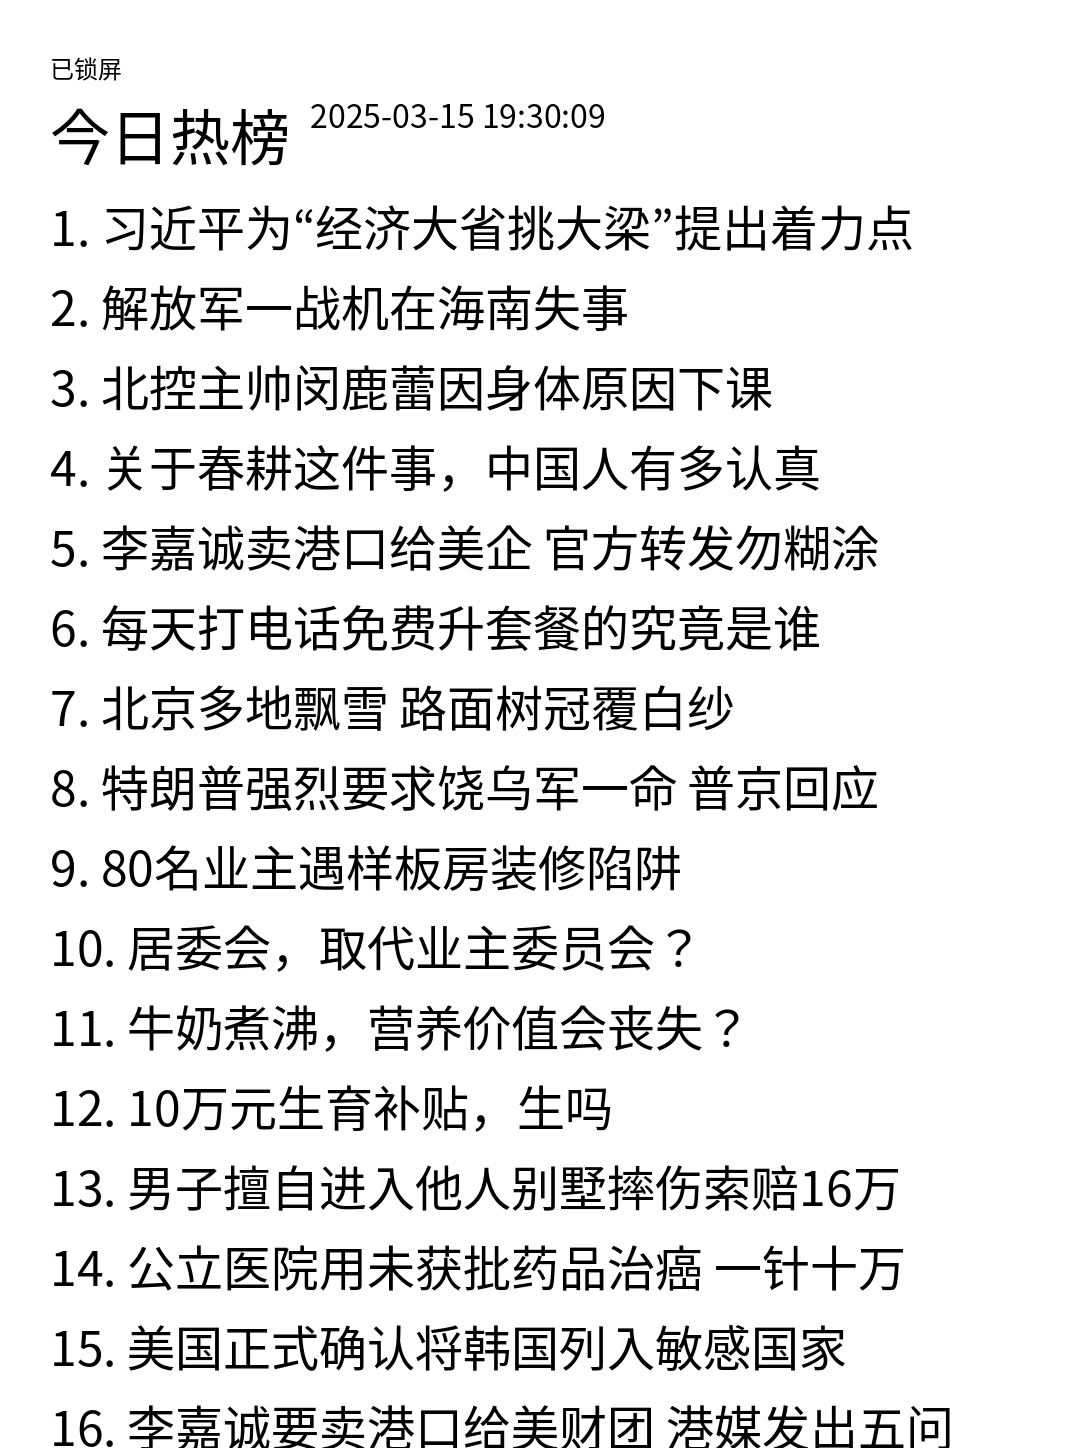 已锁屏
今日热榜 2025-03-15 19:30:09
1. 习近平为“经济大省挑大梁”提出着力点
2. 解放军一战机在海南失事
3. 北控主帅闵鹿蕾因身体原因下课
4. 关于春耕这件事，中国人有多认真
5. 李嘉诚卖港口给美企 官方转发勿糊涂
6. 每天打电话免费升套餐的究竟是谁
7. 北京多地飘雪 路面树冠覆白纱
8. 特朗普强烈要求饶乌军一命 普京回应
9. 80名业主遇样板房装修陷阱
10. 居委会，取代业主委员会？
11. 牛奶煮沸，营养价值会丧失？
12. 10万元生育补贴，生吗
13. 男子擅自进入他人别墅摔伤索赔16万
14. 公立医院用未获批药品治癌 一针十万
15. 美国正式确认将韩国列入敏感国家
16. 李嘉诚要卖港口给美财团 港媒发出五问